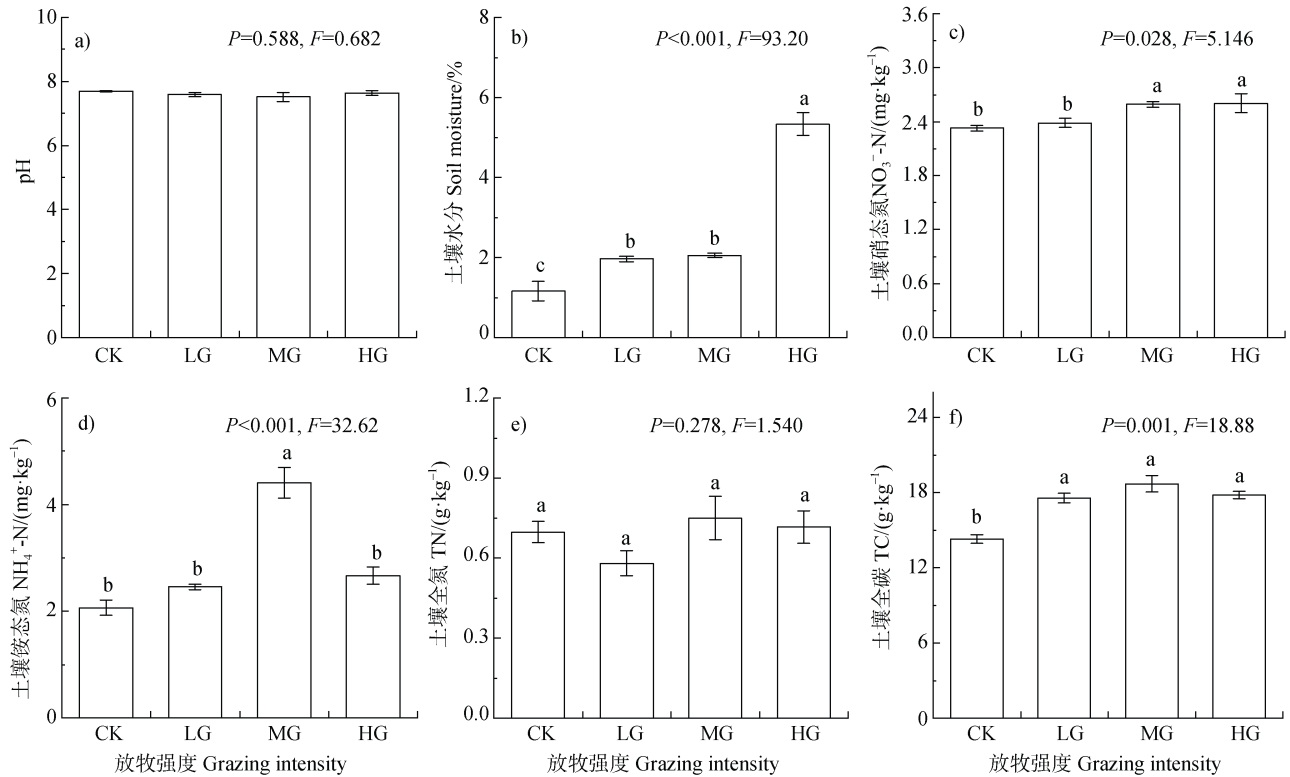 a)
P=0.588, F=0.682
pH
10
8
6
4
2
0
CK LG MG HG
b)
P<0.001, F=93.20
土壤水分 Soil moisture/%
8
6
4
2
0
c
b
b
a
CK LG MG HG
c)
P=0.028, F=5.146
土壤硝态氮NO₃⁻-N/(mg·kg⁻¹)
3.6
3.0
2.4
1.8
1.2
0.6
0.0
b
b
a
a
CK LG MG HG
d)
P<0.001, F=32.62
土壤铵态氮 NH₄⁺-N/(mg·kg⁻¹)
6
4
2
0
b
b
a
b
CK LG MG HG
放牧强度 Grazing intensity
e)
P=0.278, F=1.540
土壤全氮 TN/(g·kg⁻¹)
1.2
0.9
0.6
0.3
0.0
a
a
a
a
CK LG MG HG
放牧强度 Grazing intensity
f)
P=0.001, F=18.88
土壤全碳 TC/(g·kg⁻¹)
24
18
12
6
0
b
a
a
a
CK LG MG HG
放牧强度 Grazing intensity